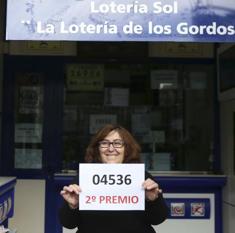 Lotería Sol
"La Lotería de los Gordos
04536
2º PREMIO